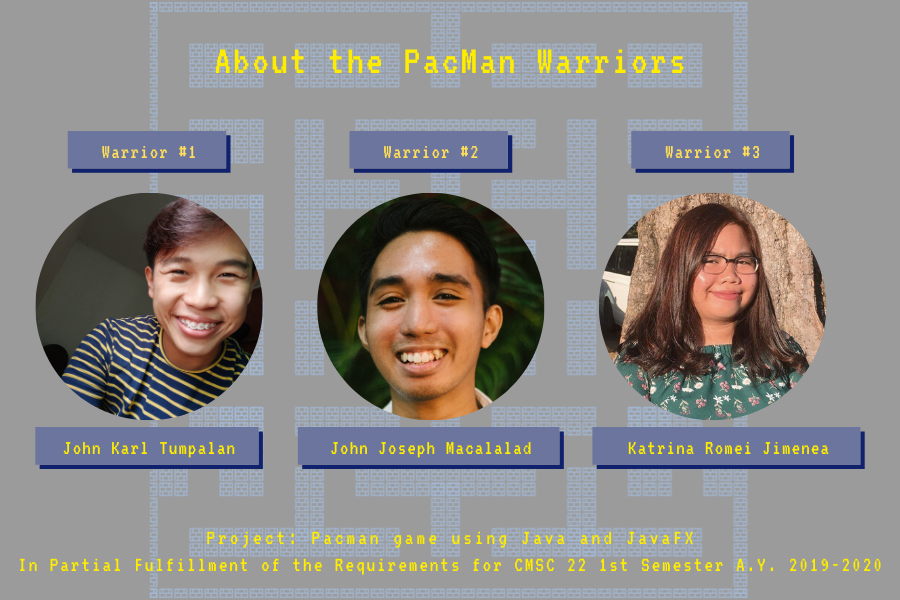 About the PacMan Warriors
Warrior #1
Warrior #2
Warrior #3
John Karl Tumpalan
John Joseph Macalalad
Katrina Romei Jimenea
Project: Pacman game using Java and JavaFX
In Partial Fulfillment of the Requirements for CMSC 22 1st Semester A.Y. 2019-2020